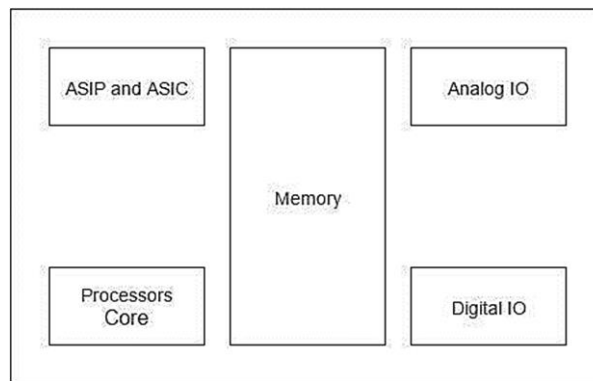 ASIP and ASIC
Analog IO
Memory
Processors
Core
Digital IO